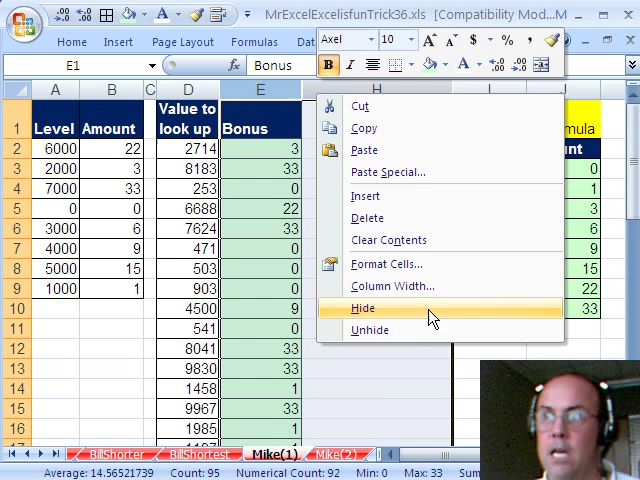 MrExcelExcelisfunTrick36.xls [Compatibility Mod...
Home Insert Page Layout Formulas Da
Axel 10 A A $ % ,
B I A
E1 fx Bonus
A B C D E H I J
1 Level Amount Value to look up Bonus mula
nt
2 6000 22 2714 3 0
3 2000 3 8183 33 1
4 7000 33 253 0 3
5 0 0 6688 22 6
6 3000 6 7624 33 9
7 4000 9 471 0 15
8 5000 15 503 0 22
9 1000 1 903 0 33
10 4500 9
11 541 0
12 8041 33
13 9830 33
14 1458 1
15 9967 33
16 1985 1
Cut
Copy
Paste
Paste Special...
Insert
Delete
Clear Contents
Format Cells...
Column Width...
Hide
Unhide
BillShorter BillShortest Mike(1) Mike(2)
Average: 14.56521739 Count: 95 Numerical Count: 92 Min: 0 Max: 33 Sum